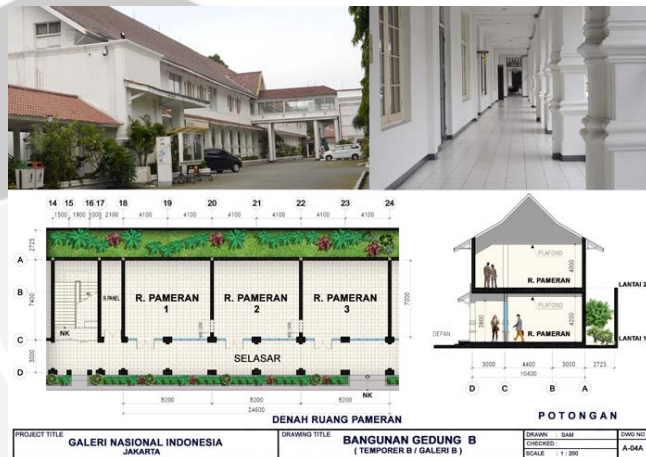 14 15 16 17 18 19 20 21 22 23 24
1500 1900 1000 2100 4100 4100 4100 4100 4100 4100
2725
A
B
7400
7000
R. PANEL
R. PAMERAN
1
R. PAMERAN
2
R. PAMERAN
3
NK
C
3000
SELASAR
D
NK
8200 8200 8200
24600
DENAH RUANG PAMERAN
PLAFOND
4000
R. PAMERAN
LANTAI 2
PLAFOND
3800
4200
DEPAN
R. PAMERAN
LANTAI 1
3000 4400 3000 2725
10400
D C B A
POTONGAN
PROJECT TITLE
GALERI NASIONAL INDONESIA
JAKARTA
DRAWING TITLE
BANGUNAN GEDUNG B
( TEMPORER B / GALERI B )
DRAWN : SAM
CHECKED :
SCALE : 1 : 200
DWG NO
A-04A